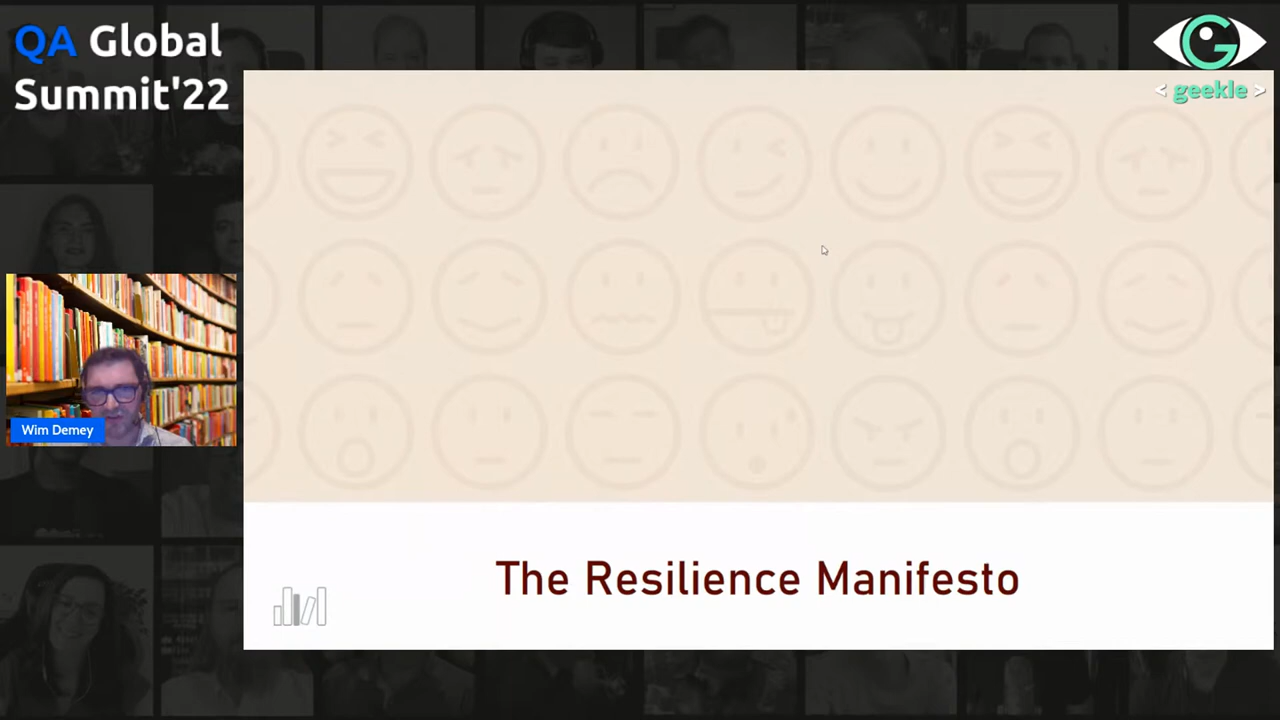 QA Global
Summit'22
< geekle >
Wim Demey
The Resilience Manifesto